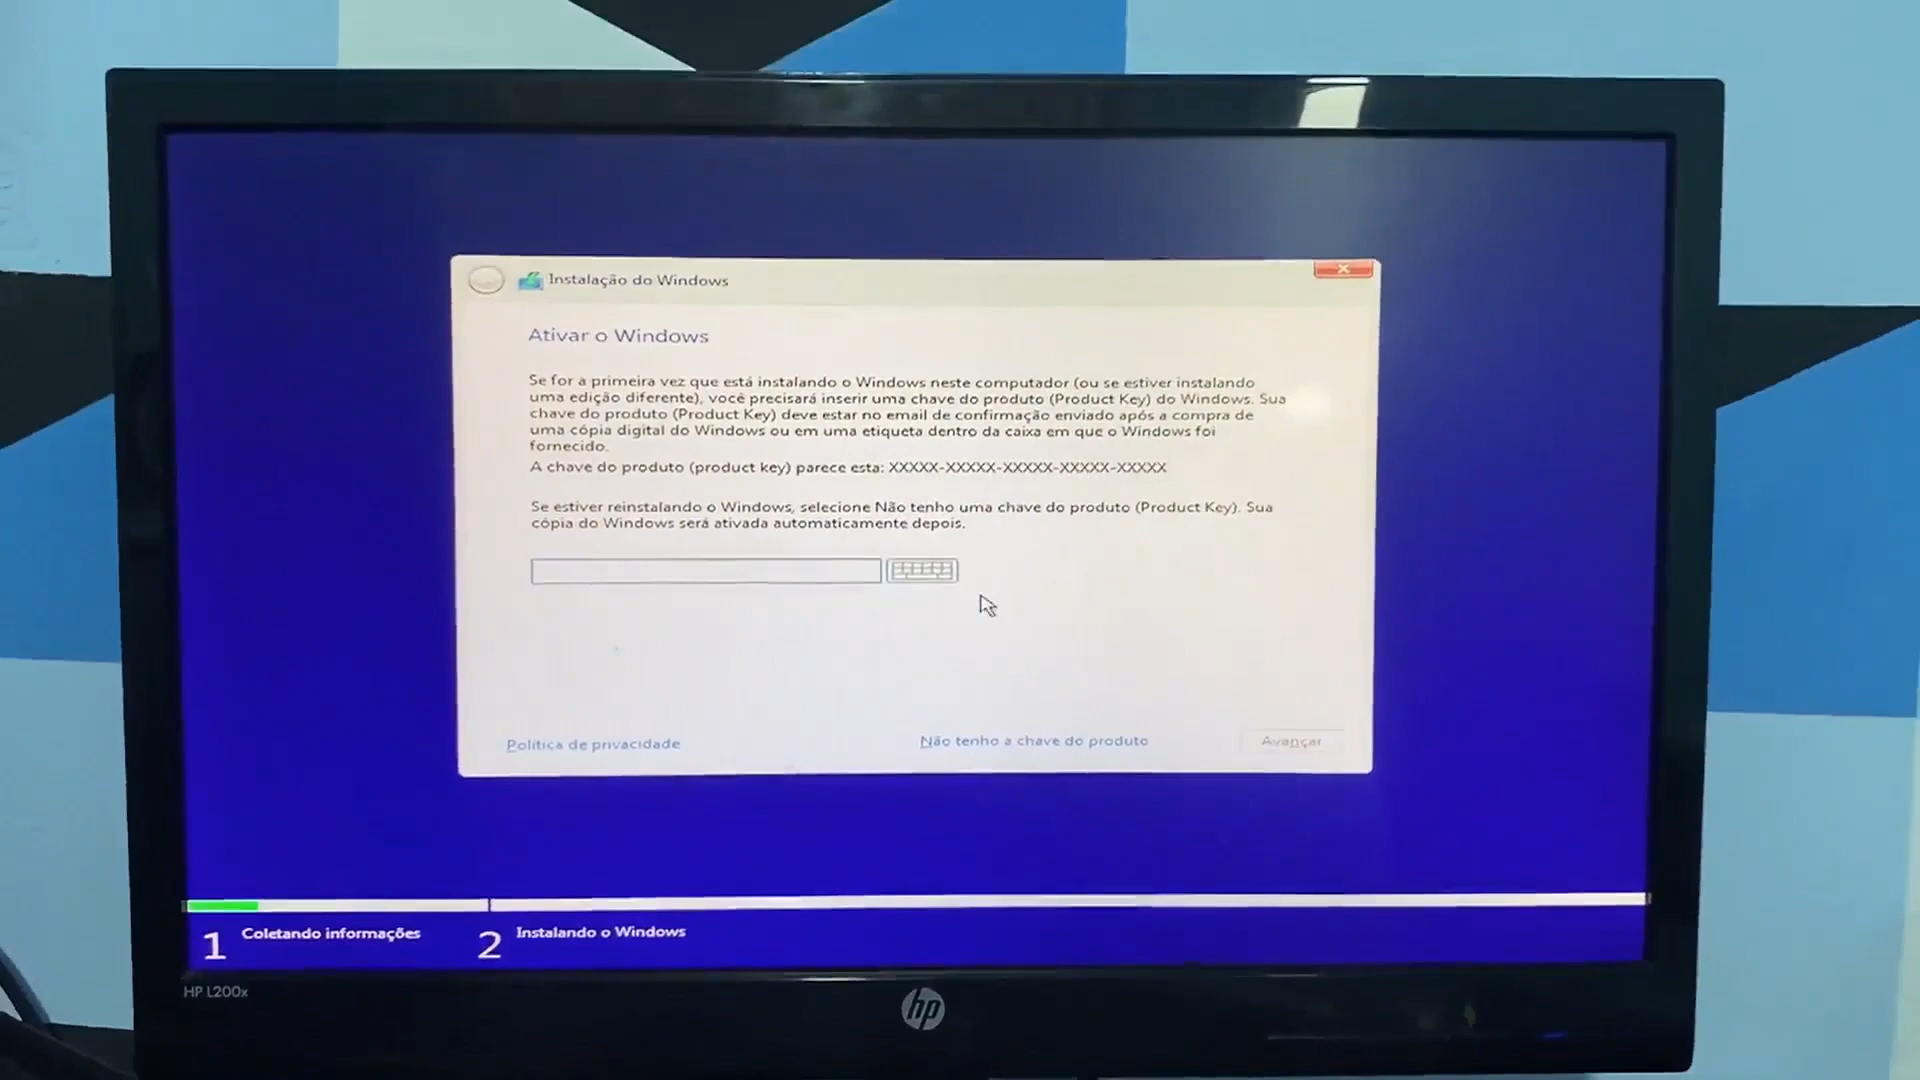 Instalação do Windows
Ativar o Windows
Se for a primeira vez que está instalando o Windows neste computador (ou se estiver instalando
uma edição diferente), você precisará inserir uma chave do produto (Product Key) do Windows. Sua
chave do produto (Product Key) deve estar no email de confirmação enviado após a compra de
uma cópia digital do Windows ou em uma etiqueta dentro da caixa em que o Windows foi
fornecido.
A chave do produto (product key) parece esta: XXXXX-XXXXX-XXXXX-XXXXX-XXXXX
Se estiver reinstalando o Windows, selecione Não tenho uma chave do produto (Product Key). Sua
cópia do Windows será ativada automaticamente depois.
Política de privacidade
Não tenho a chave do produto
Avançar
1 Coletando informações
2 Instalando o Windows
HP L200x
hp